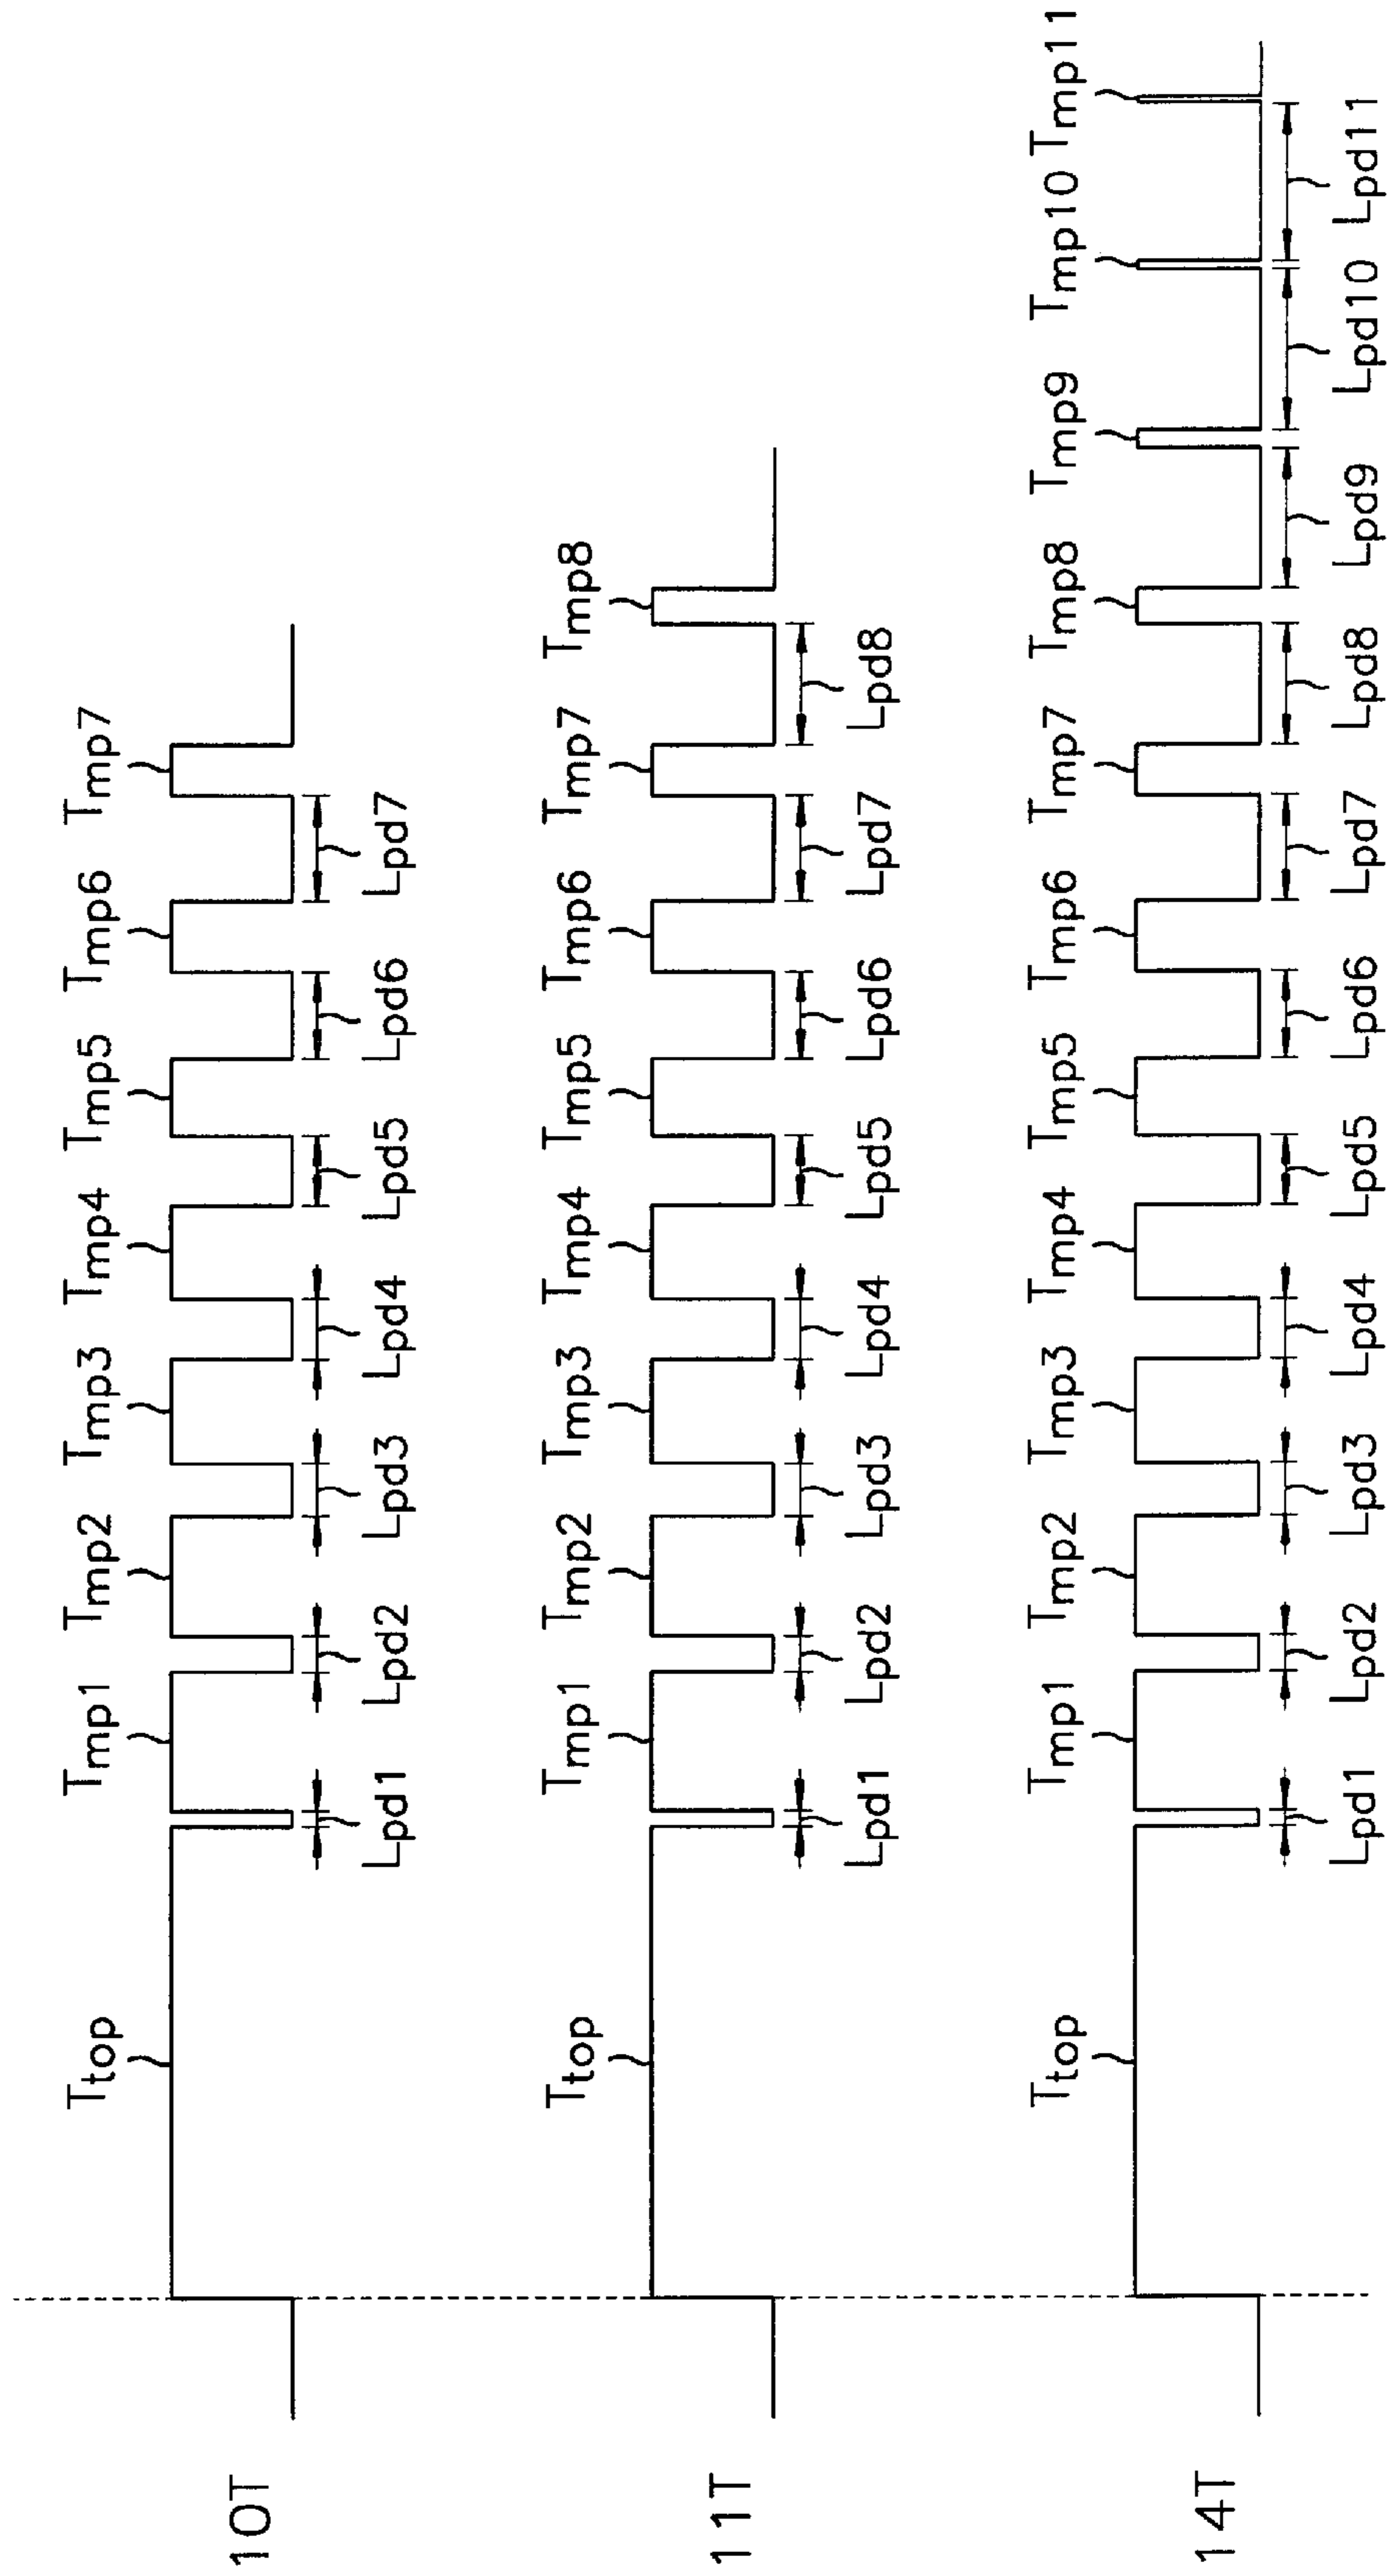 10T
Ttop Tmp1 Tmp2 Tmp3 Tmp4 Tmp5 Tmp6 Tmp7
Lpd1 Lpd2 Lpd3 Lpd4 Lpd5 Lpd6 Lpd7
11T
Ttop Tmp1 Tmp2 Tmp3 Tmp4 Tmp5 Tmp6 Tmp7 Tmp8
Lpd1 Lpd2 Lpd3 Lpd4 Lpd5 Lpd6 Lpd7 Lpd8
14T
Ttop Tmp1 Tmp2 Tmp3 Tmp4 Tmp5 Tmp6 Tmp7 Tmp8 Tmp9 Tmp10 Tmp11
Lpd1 Lpd2 Lpd3 Lpd4 Lpd5 Lpd6 Lpd7 Lpd8 Lpd9 Lpd10 Lpd11